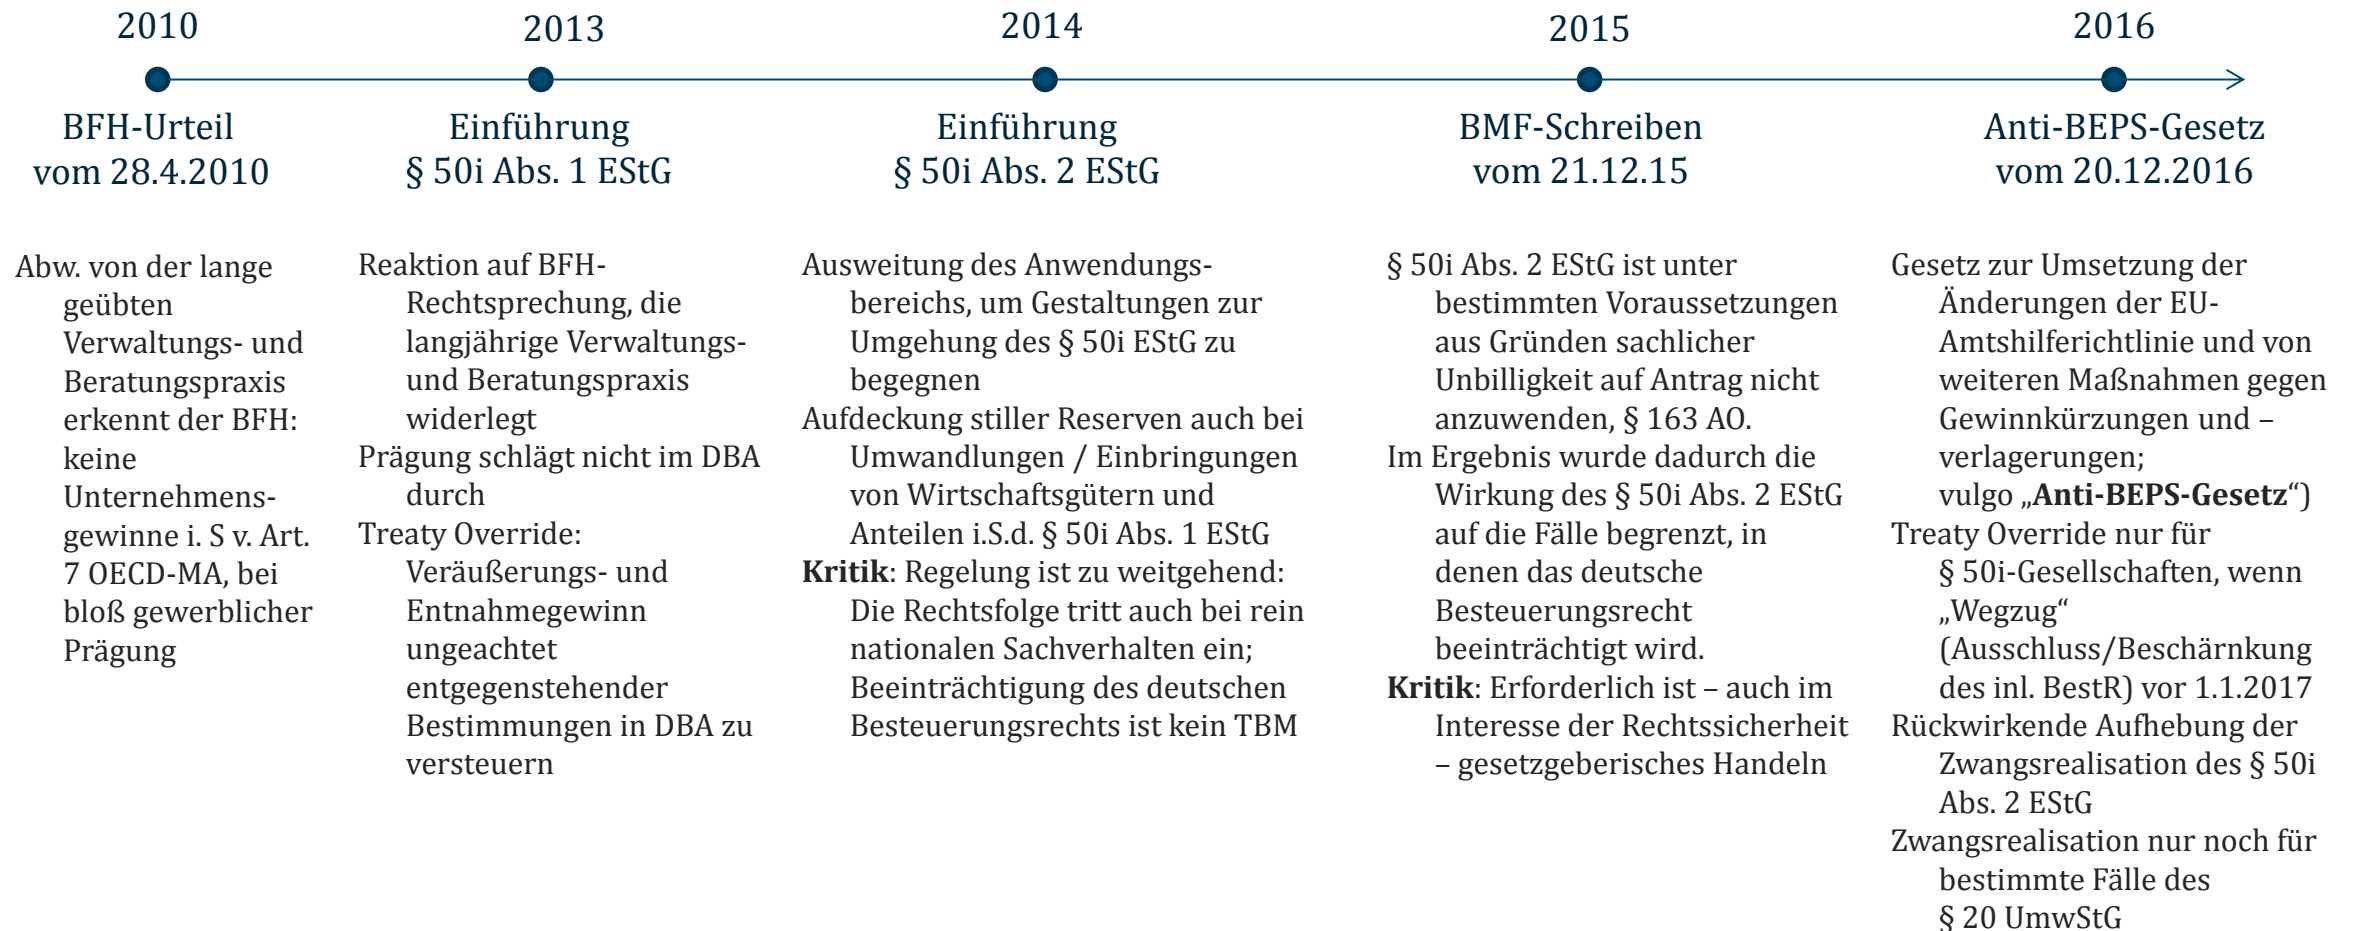 2010
BFH-Urteil
vom 28.4.2010
Abw. von der lange
geübten
Verwaltungs- und
Beratungspraxis
erkennt der BFH:
keine
Unternehmens-
gewinne i. S v. Art.
7 OECD-MA, bei
bloß gewerblicher
Prägung
2013
Einführung
§ 50i Abs. 1 EStG
Reaktion auf BFH-
Rechtsprechung, die
langjährige Verwaltungs-
und Beratungspraxis
widerlegt
Prägung schlägt nicht im DBA
durch
Treaty Override:
Veräußerungs- und
Entnahmegewinn
ungeachtet
entgegenstehender
Bestimmungen in DBA zu
versteuern
2014
Einführung
§ 50i Abs. 2 EStG
Ausweitung des Anwendungs-
bereichs, um Gestaltungen zur
Umgehung des § 50i EStG zu
begegnen
Aufdeckung stiller Reserven auch bei
Umwandlungen / Einbringungen
von Wirtschaftsgütern und
Anteilen i.S.d. § 50i Abs. 1 EStG
Kritik: Regelung ist zu weitgehend:
Die Rechtsfolge tritt auch bei rein
nationalen Sachverhalten ein;
Beeinträchtigung des deutschen
Besteuerungsrechts ist kein TBM
2015
BMF-Schreiben
vom 21.12.15
§ 50i Abs. 2 EStG ist unter
bestimmten Voraussetzungen
aus Gründen sachlicher
Unbilligkeit auf Antrag nicht
anzuwenden, § 163 AO.
Im Ergebnis wurde dadurch die
Wirkung des § 50i Abs. 2 EStG
auf die Fälle begrenzt, in
denen das deutsche
Besteuerungsrecht
beeinträchtigt wird.
Kritik: Erforderlich ist – auch im
Interesse der Rechtssicherheit
– gesetzgeberisches Handeln
2016
Anti-BEPS-Gesetz
vom 20.12.2016
Gesetz zur Umsetzung der
Änderungen der EU-
Amtshilferichtlinie und von
weiteren Maßnahmen gegen
Gewinnkürzungen und –
verlagerungen;
vulgo „Anti-BEPS-Gesetz“)
Treaty Override nur für
§ 50i-Gesellschaften, wenn
„Wegzug“
(Ausschluss/Beschärnkung
des inl. BestR) vor 1.1.2017
Rückwirkende Aufhebung der
Zwangsrealisation des § 50i
Abs. 2 EStG
Zwangsrealisation nur noch für
bestimmte Fälle des
§ 20 UmwStG